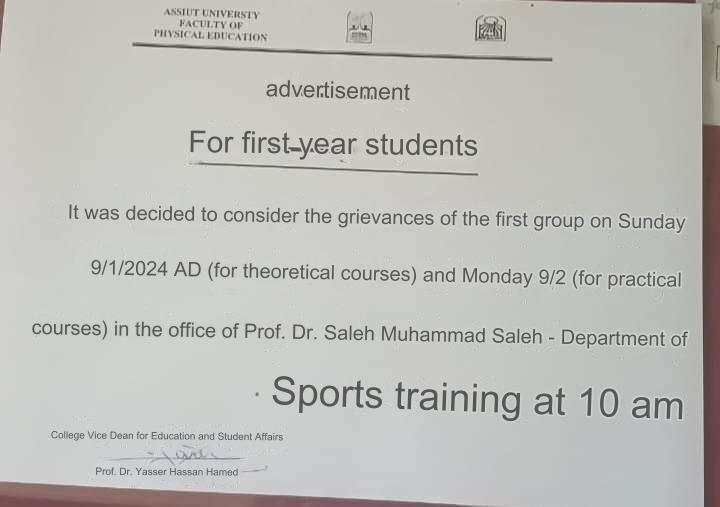 ASSIUT UNIVERSTY
FACULTY OF
PHYSICAL EDUCATION
advertisement
For first-year students
It was decided to consider the grievances of the first group on Sunday
9/1/2024 AD (for theoretical courses) and Monday 9/2 (for practical
courses) in the office of Prof. Dr. Saleh Muhammad Saleh - Department of
. Sports training at 10 am
College Vice Dean for Education and Student Affairs
Prof. Dr. Yasser Hassan Hamed